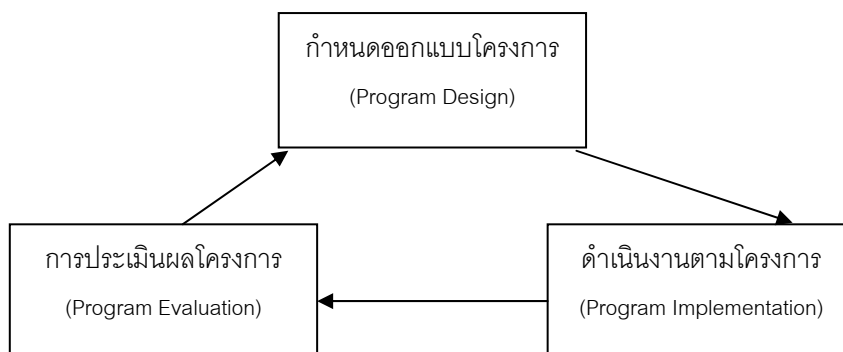 กำหนดออกแบบโครงการ
(Program Design)
การประเมินผลโครงการ
(Program Evaluation)
ดำเนินงานตามโครงการ
(Program Implementation)